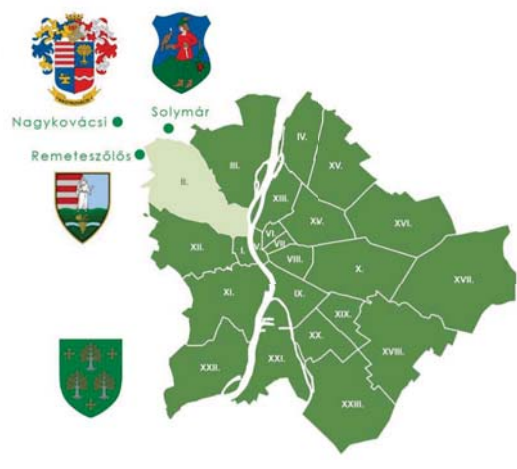 Solymár
Nagykovácsi
Remeteszőlős
II.
III.
IV.
XV.
XIII.
XV.
XVI.
VI.
VII.
V.
I.
XII.
VIII.
X.
XVII.
XI.
IX.
XIX.
XX.
XVIII.
XXII.
XXI.
XXIII.